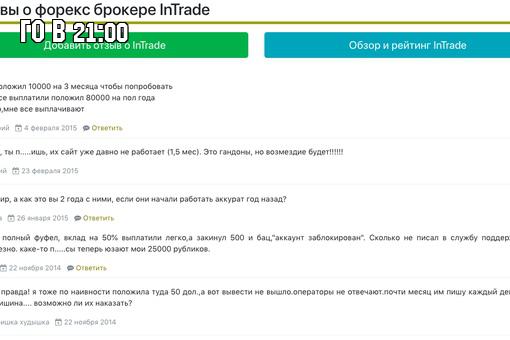 вы о форекс брокере InTrade
ГО В 21:00
Добавить отзыв о InTrade
Обзор и рейтинг InTrade
оложил 10000 на 3 месяца чтобы попробовать
се выплатили положил 80000 на пол года
о,мне все выплачивают
рий 4 февраля 2015 Ответить
, ты п.....ишь, их сайт уже давно не работает (1,5 мес). Это гандоны, но возмездие будет!!!!!!
ий 23 февраля 2015
ир, а как это вы 2 года с ними, если они начали работать аккурат год назад?
а 26 января 2015 Ответить
полный фуфел, вклад на 50% выплатили легко,а закинул 500 и бац,"аккаунт заблокирован". Сколько не писал в службу поддер
езно. каке-то п.....сы теперь юзают мои 25000 рубликов.
22 ноября 2014 Ответить
правда! я тоже по наивности положила туда 50 дол.,а вот вывести не вышло.операторы не отвечают.почти месяц им пишу каждый де
ишина.... возможно ли их наказать?
ишка.худышка 22 ноября 2014